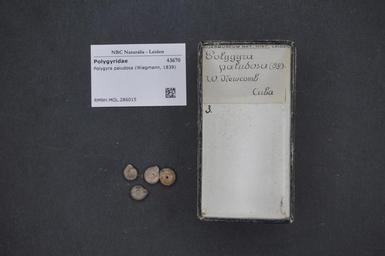 NBC Naturalis - Leiden
Polygyridae 43670
Polygyra paludosa (Wiegmann, 1839)
RMNH.MOL.286015
Polygyra
paludosa
W. Newcomb
Cuba
3.